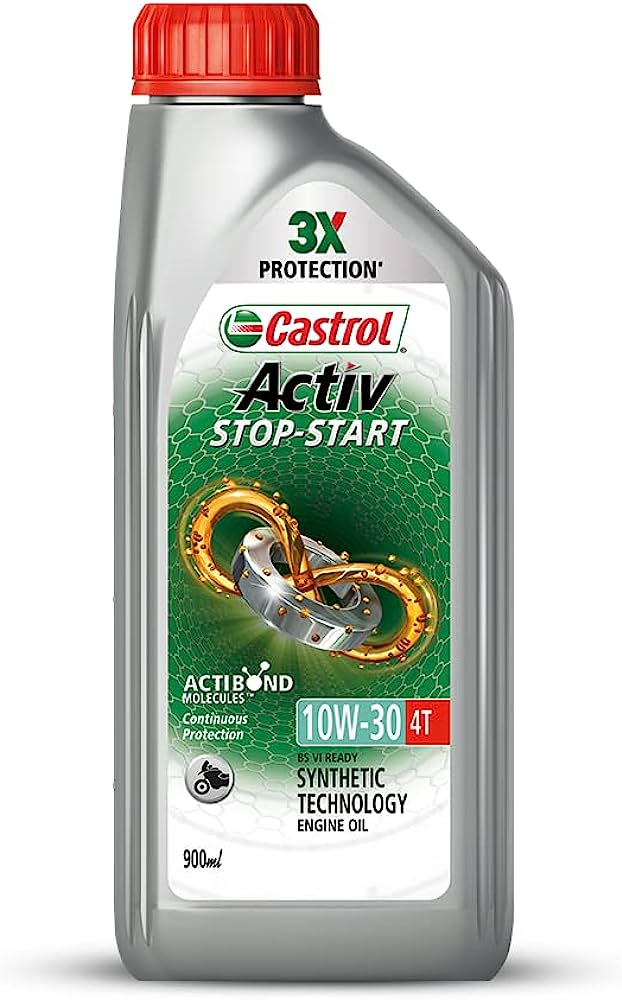 3X
PROTECTION*
Castrol®
Activ
STOP-START
ACTIBOND
MOLECULES™
Continuous
Protection
10W-30 4T
BS VI READY
SYNTHETIC
TECHNOLOGY
ENGINE OIL
900ml